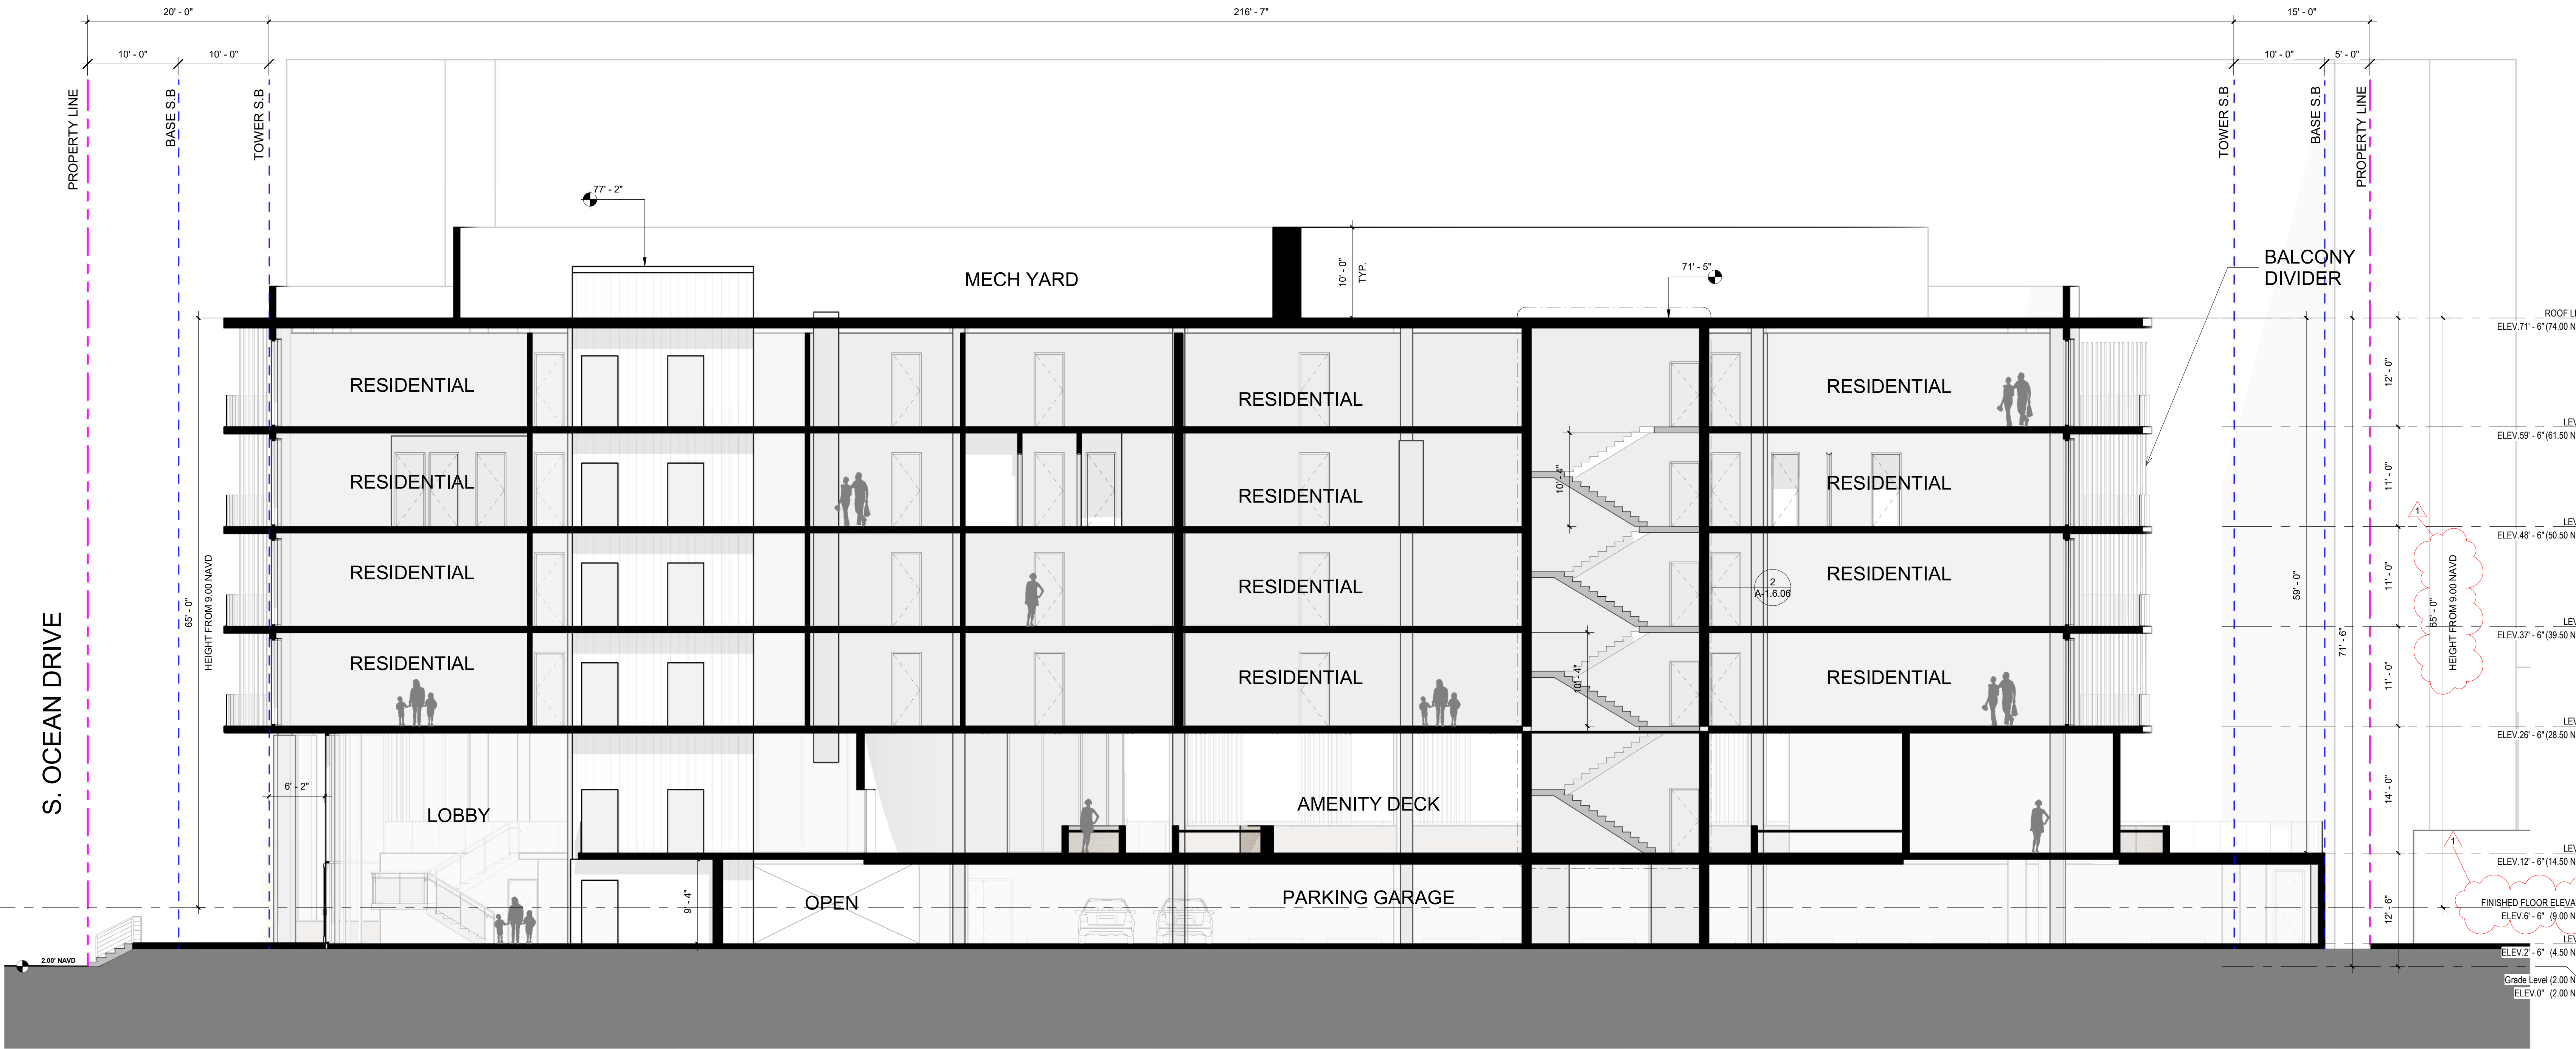 20' - 0"
216' - 7"
15' - 0"
10' - 0"
10' - 0"
10' - 0"
5' - 0"
PROPERTY LINE
BASE S.B
TOWER S.B
TOWER S.B
BASE S.B
PROPERTY LINE
77' - 2"
MECH YARD
10' - 0"
TYP.
71' - 5"
BALCONY
DIVIDER
ROOF
ELEV.71' - 6" (74.00
RESIDENTIAL
RESIDENTIAL
RESIDENTIAL
12' - 0"
ELEV.59' - 6" (61.50
RESIDENTIAL
RESIDENTIAL
RESIDENTIAL
10' - 4"
11' - 0"
1
ELEV.48' - 6" (50.50
RESIDENTIAL
RESIDENTIAL
RESIDENTIAL
2
A-1.6.06
65' - 0"
HEIGHT FROM 9.00 NAVD
59' - 0"
71' - 6"
11' - 0"
65' - 0"
HEIGHT FROM 9.00 NAVD
ELEV.37' - 6" (39.50
RESIDENTIAL
RESIDENTIAL
RESIDENTIAL
10' - 4"
11' - 0"
S. OCEAN DRIVE
ELEV.26' - 6" (28.50
6' - 2"
LOBBY
AMENITY DECK
14' - 0"
1
ELEV.12' - 6" (14.50
9' - 4"
OPEN
PARKING GARAGE
12' - 6"
FINISHED FLOOR
ELEV.6' - 6" (9.00
ELEV.2' - 6" (4.50
2.00' NAVD
Grade Level (2.00
ELEV.0" (2.00